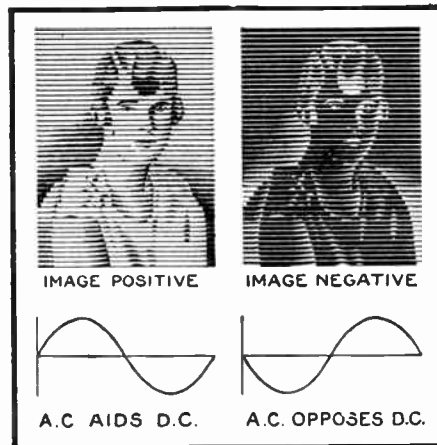 IMAGE POSITIVE
IMAGE NEGATIVE
A.C AIDS D.C.
A.C. OPPOSES D.C.